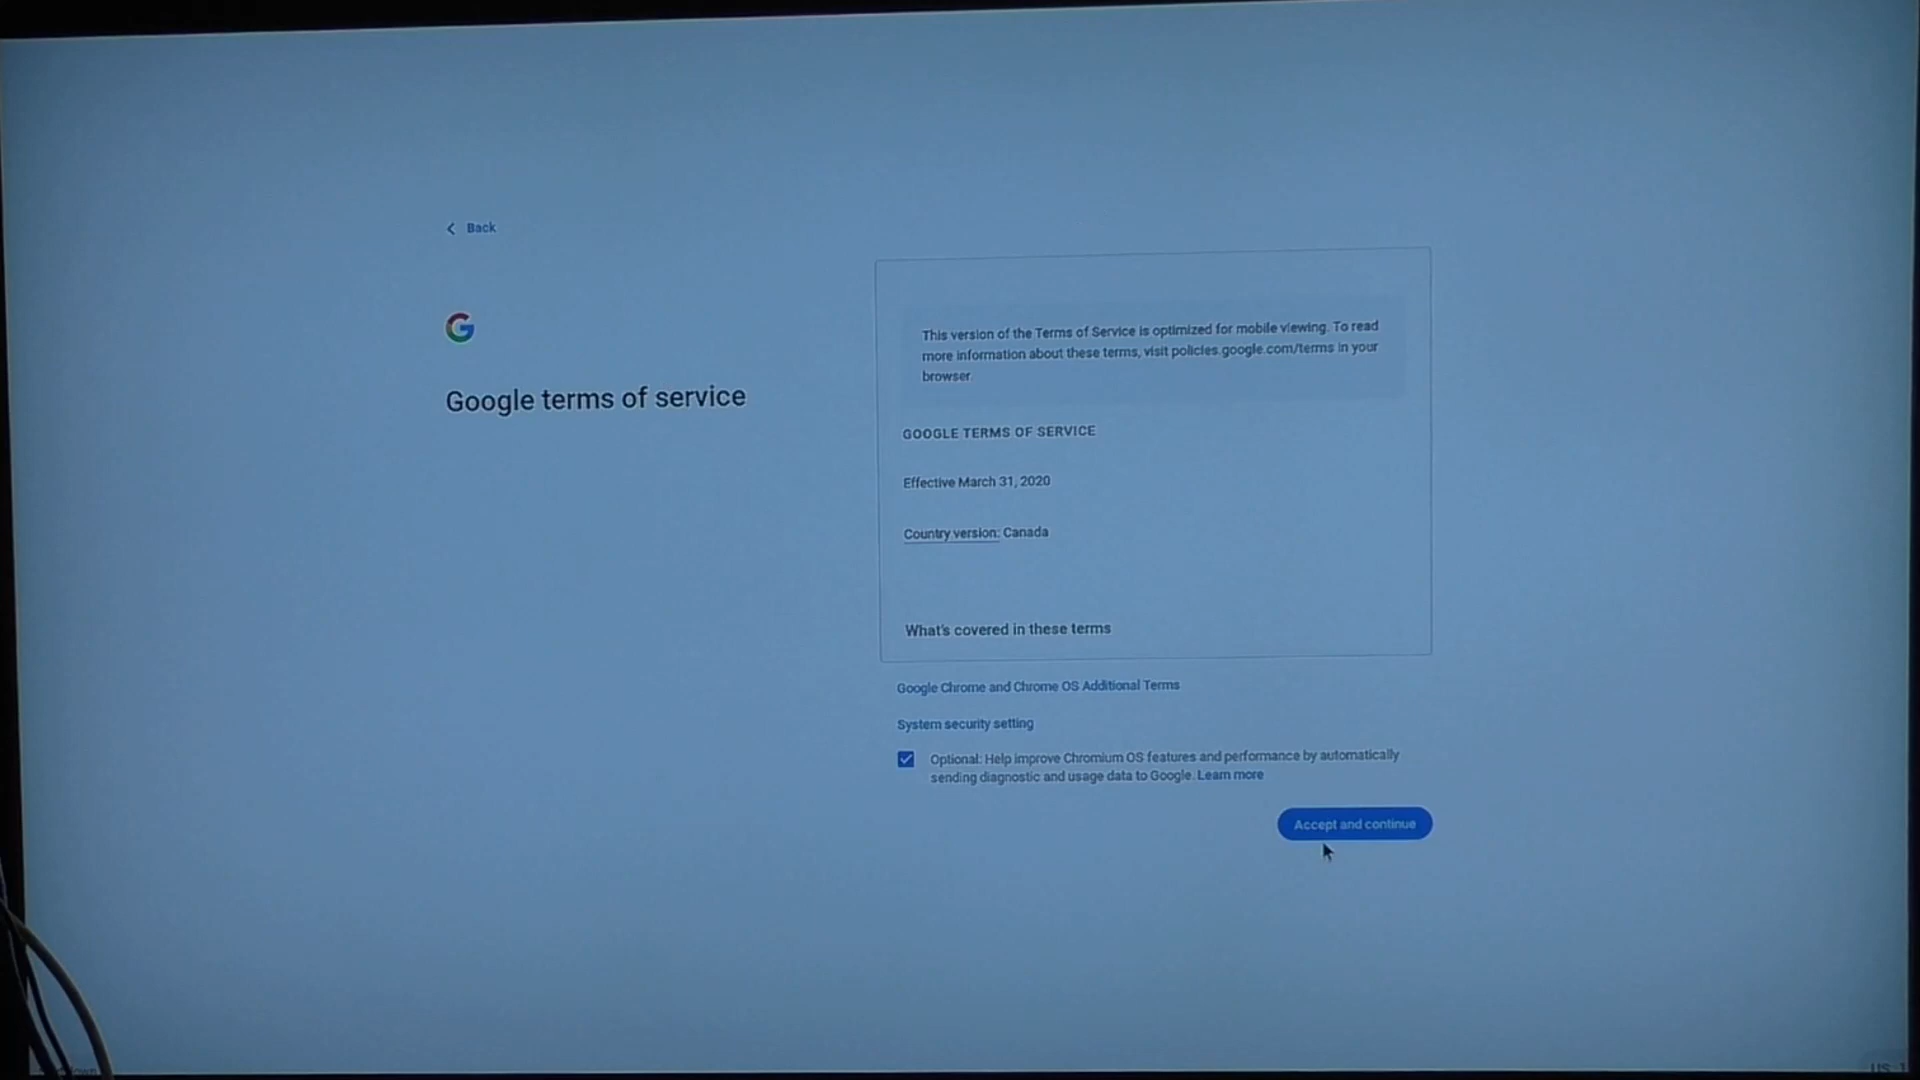 Back
Google terms of service
This version of the Terms of Service is optimized for mobile viewing. To read
more information about these terms, visit policies.google.com/terms in your
browser.
GOOGLE TERMS OF SERVICE
Effective March 31, 2020
Country version: Canada
What's covered in these terms
Google Chrome and Chrome OS Additional Terms
System security setting
Optional: Help improve Chromium OS features and performance by automatically
sending diagnostic and usage data to Google. Learn more
Accept and continue
US